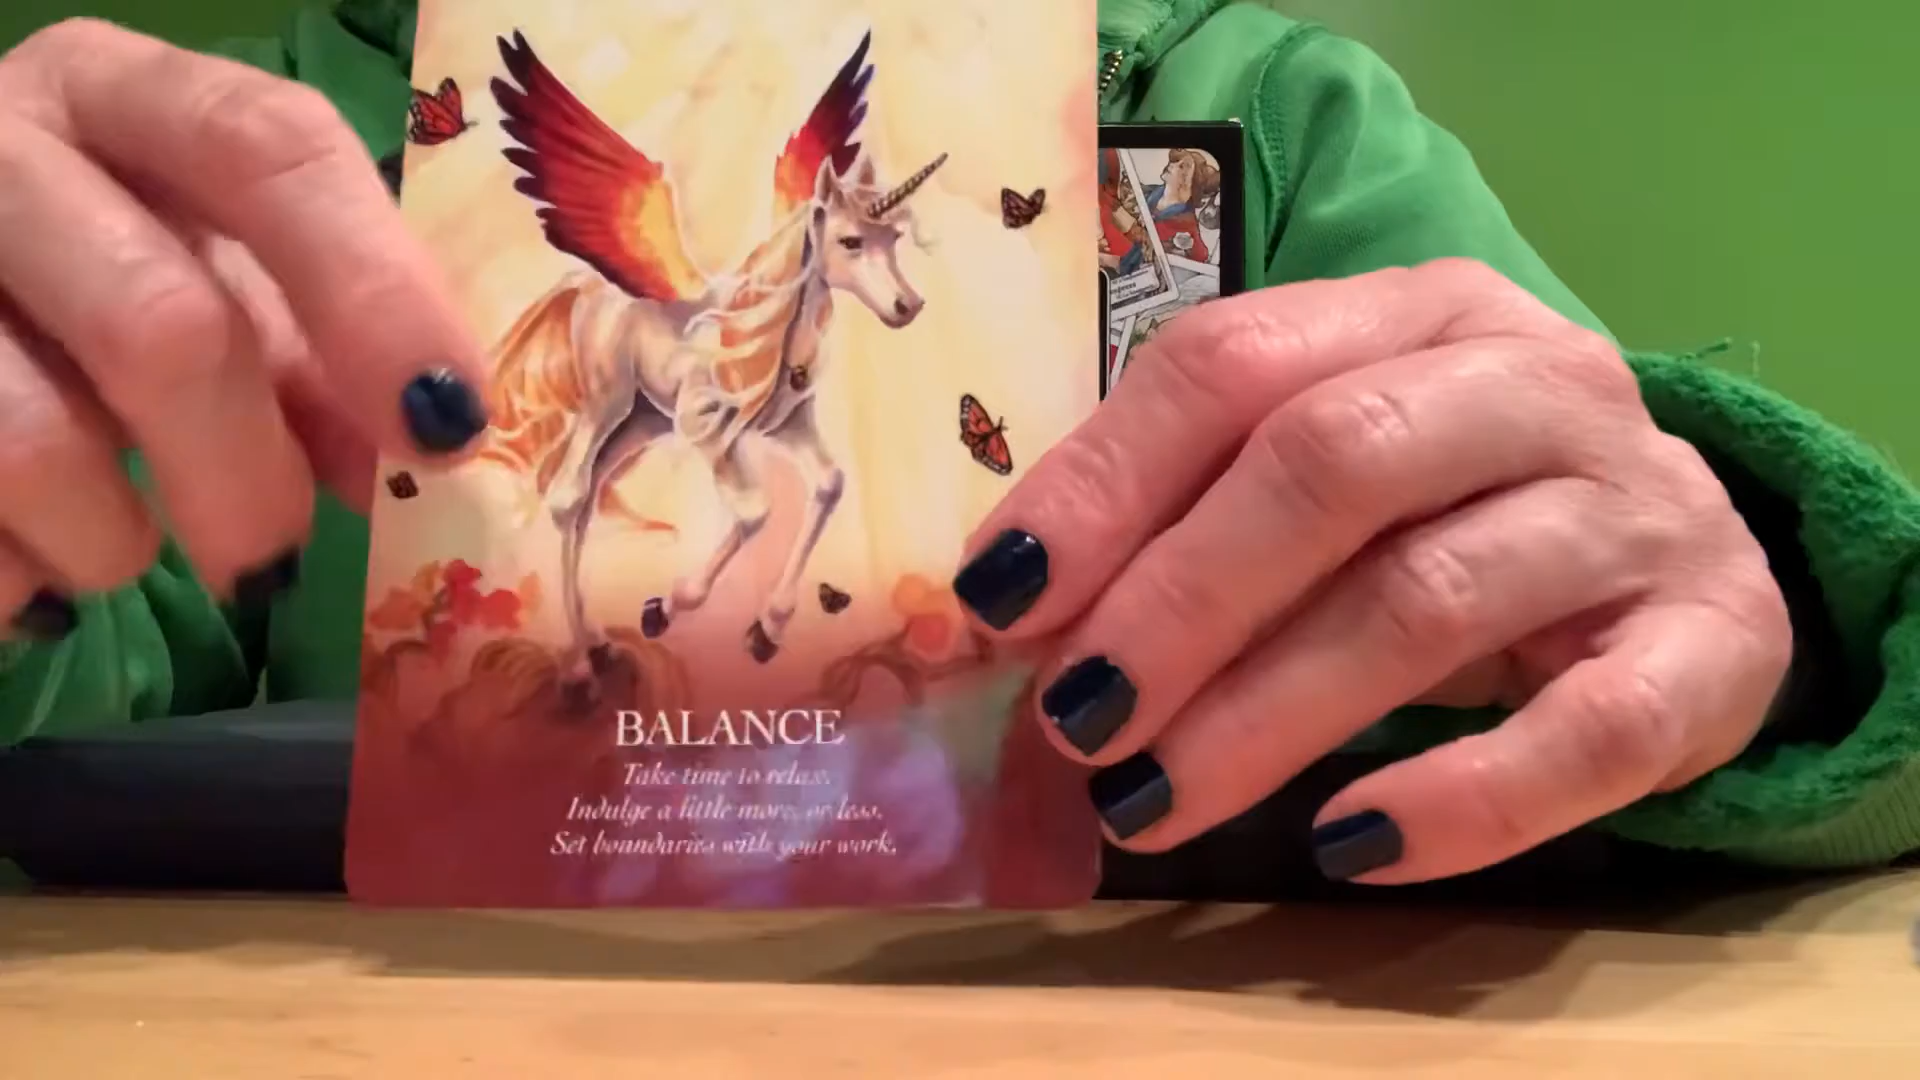 BALANCE
Take time to relax.
Indulge a little more, or less.
Set boundaries with your work.